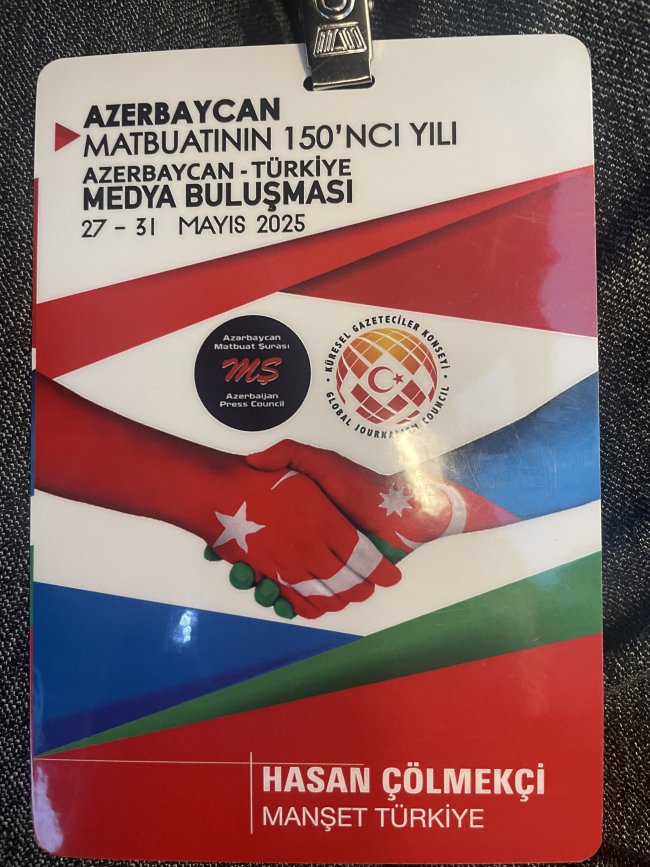 AZERBAYCAN
MATBUATININ 150'NCI YILI
AZERBAYCAN - TÜRKİYE
MEDYA BULUŞMASI
27 - 31 MAYIS 2025
Azərbaycan
Mətbuat Şurası
MŞ
Azerbaijan
Press Council
KÜRESEL GAZETECİLER KONSEYİ
GLOBAL JOURNALISM COUNCIL
HASAN ÇÖLMEKÇİ
MANŞET TÜRKİYE